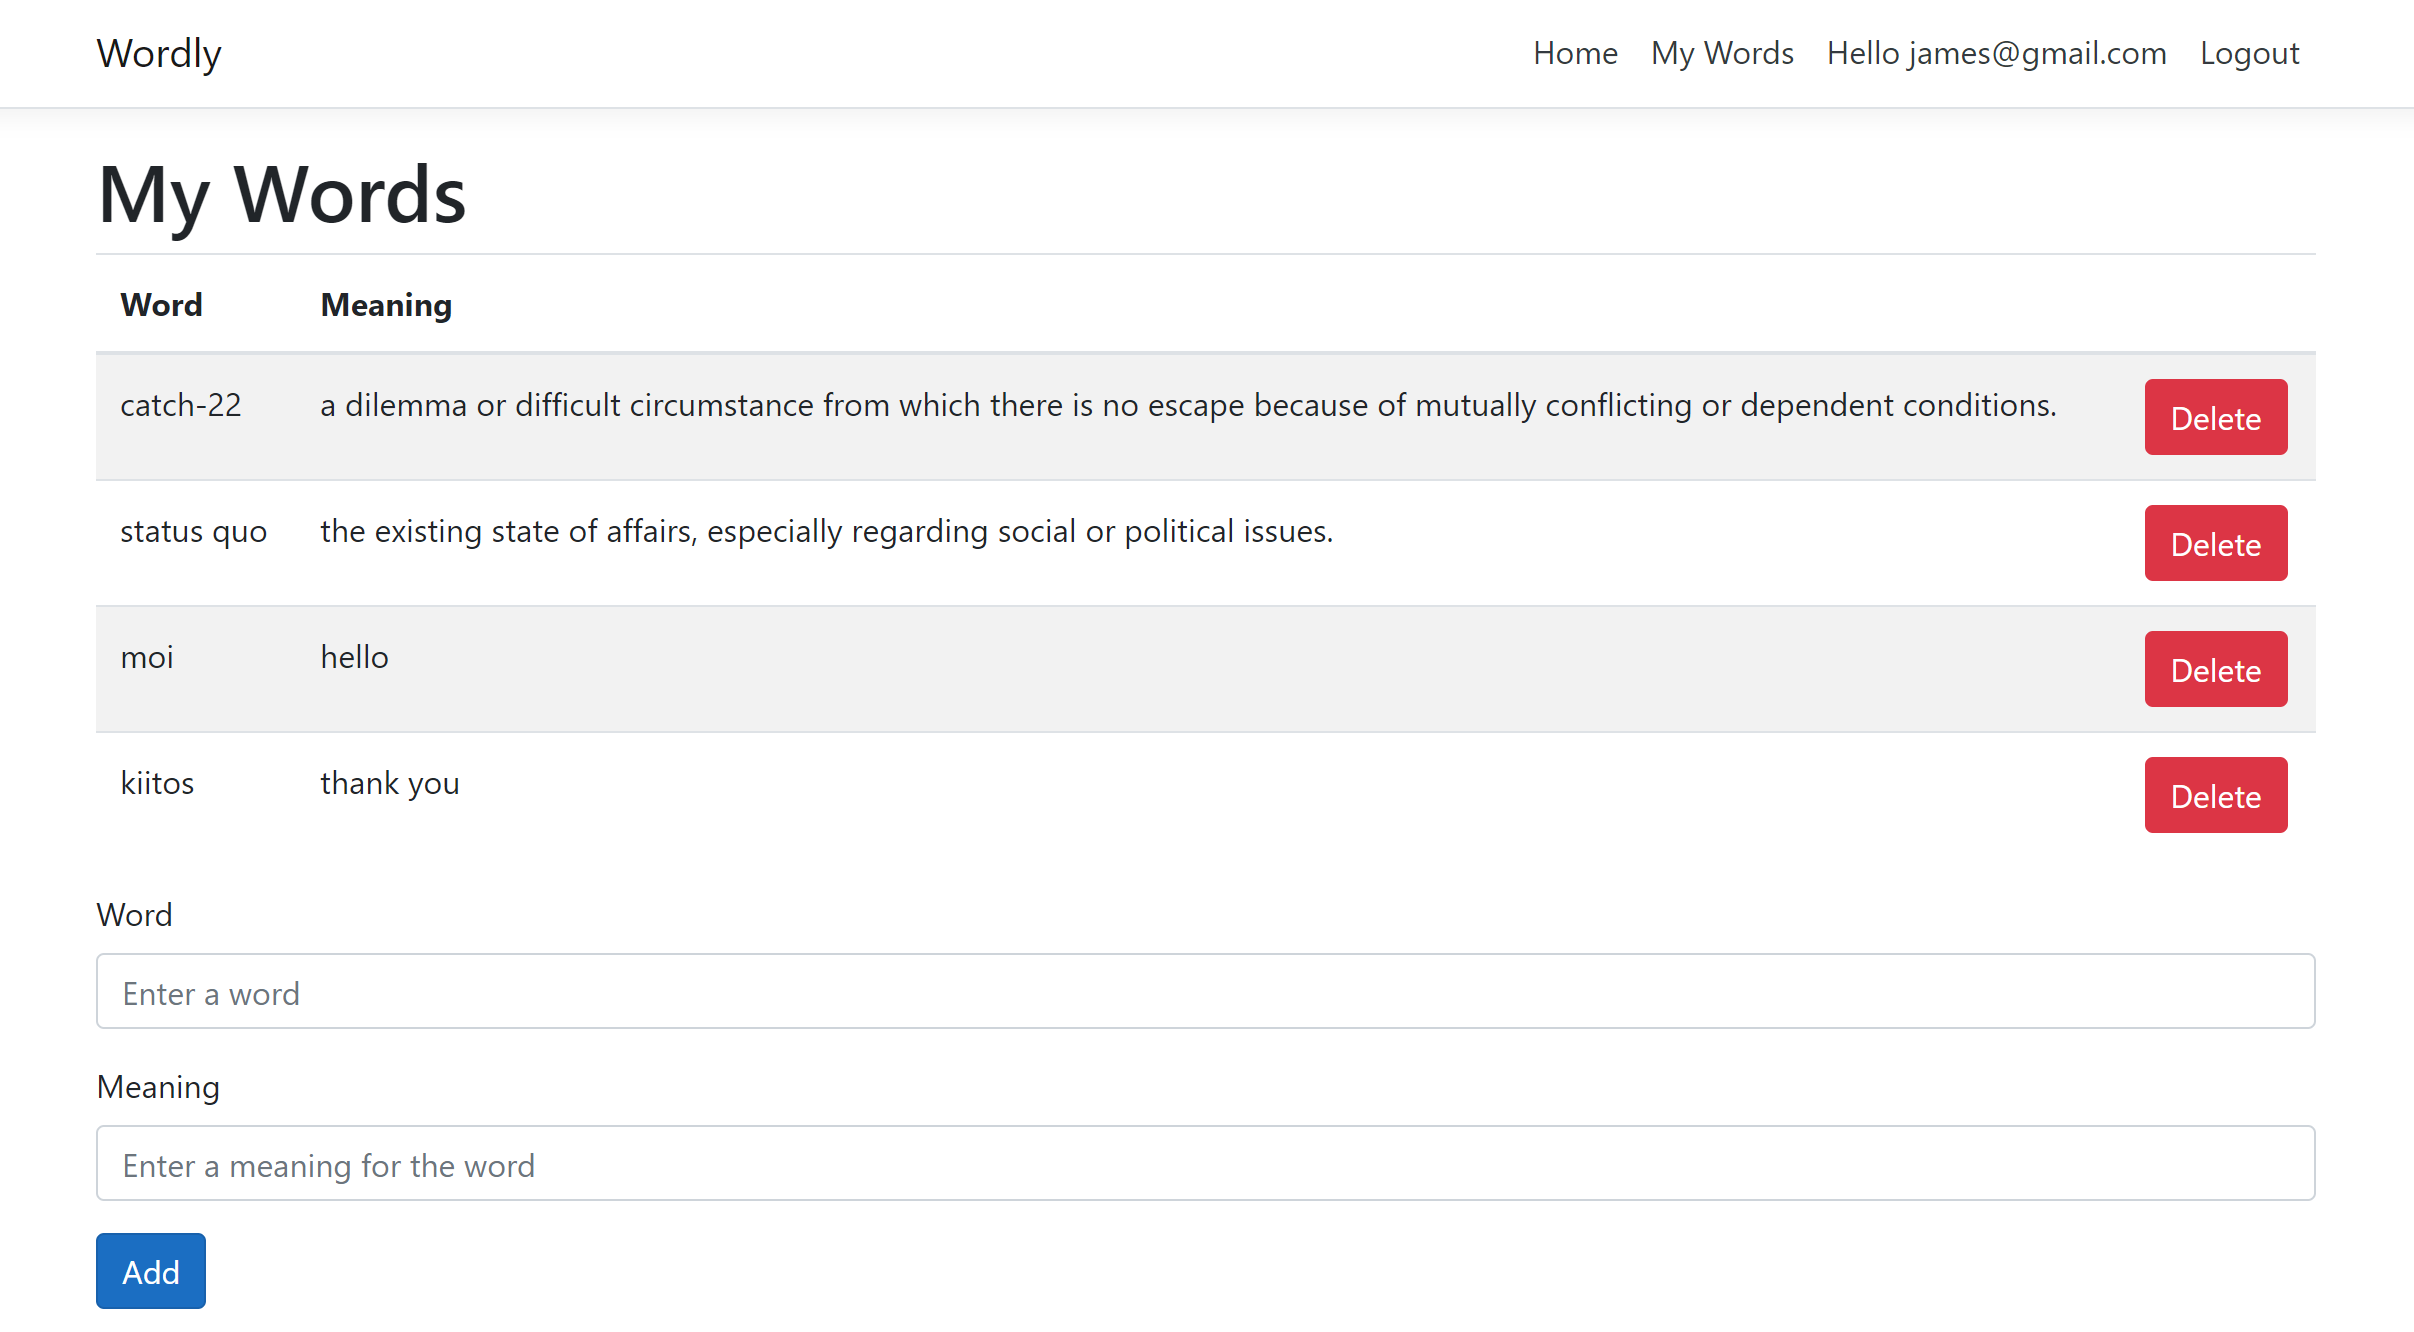 Wordly Home My Words Hello james@gmail.com Logout
My Words
Word Meaning
catch-22 a dilemma or difficult circumstance from which there is no escape because of mutually conflicting or dependent conditions. Delete
status quo the existing state of affairs, especially regarding social or political issues. Delete
moi hello Delete
kiitos thank you Delete
Word
Enter a word
Meaning
Enter a meaning for the word
Add